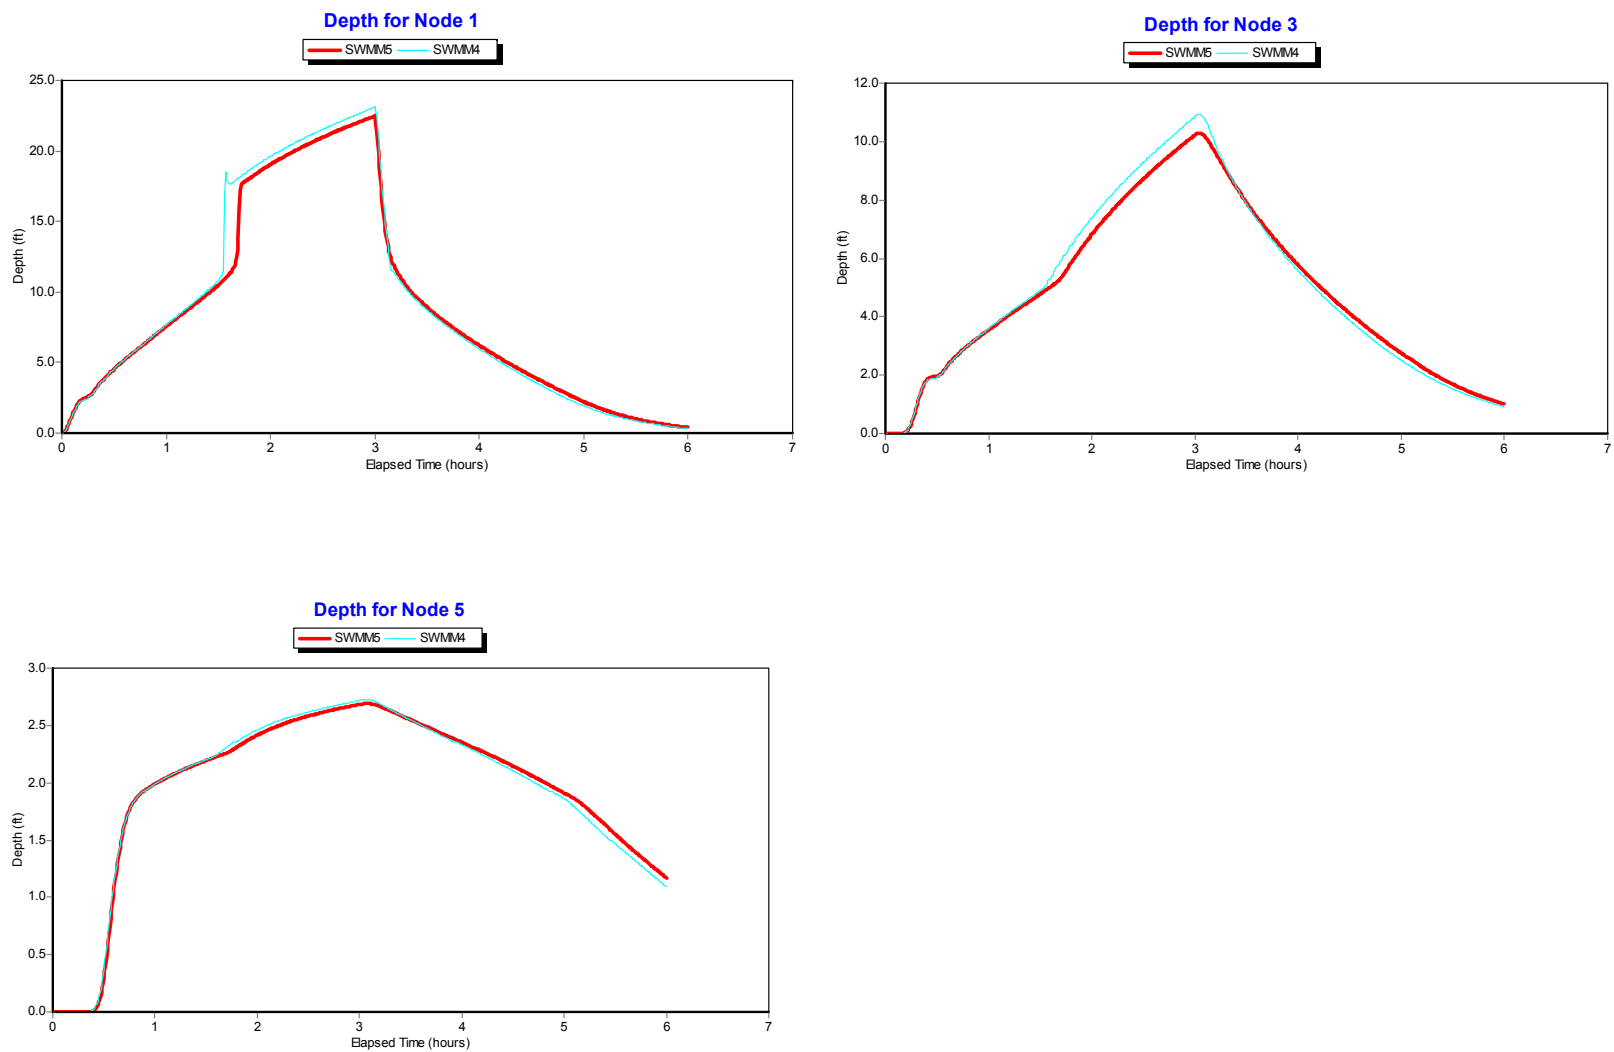 Depth for Node 1
SWMM5 SWMM4
25.0
20.0
15.0
10.0
5.0
0.0
Depth (ft)
0 1 2 3 4 5 6 7
Elapsed Time (hours)
Depth for Node 3
SWMM5 SWMM4
12.0
10.0
8.0
6.0
4.0
2.0
0.0
Depth (ft)
0 1 2 3 4 5 6 7
Elapsed Time (hours)
Depth for Node 5
SWMM5 SWMM4
3.0
2.5
2.0
1.5
1.0
0.5
0.0
Depth (ft)
0 1 2 3 4 5 6 7
Elapsed Time (hours)